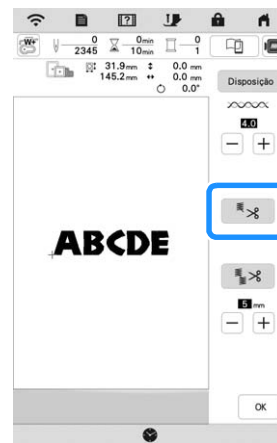 W+ 0 0min 0
2345 10min 1
31.9mm 0.0 mm
145.2mm 0.0 mm
0.0°
Disposição
4.0
- +
ABCDE
5 mm
- +
OK